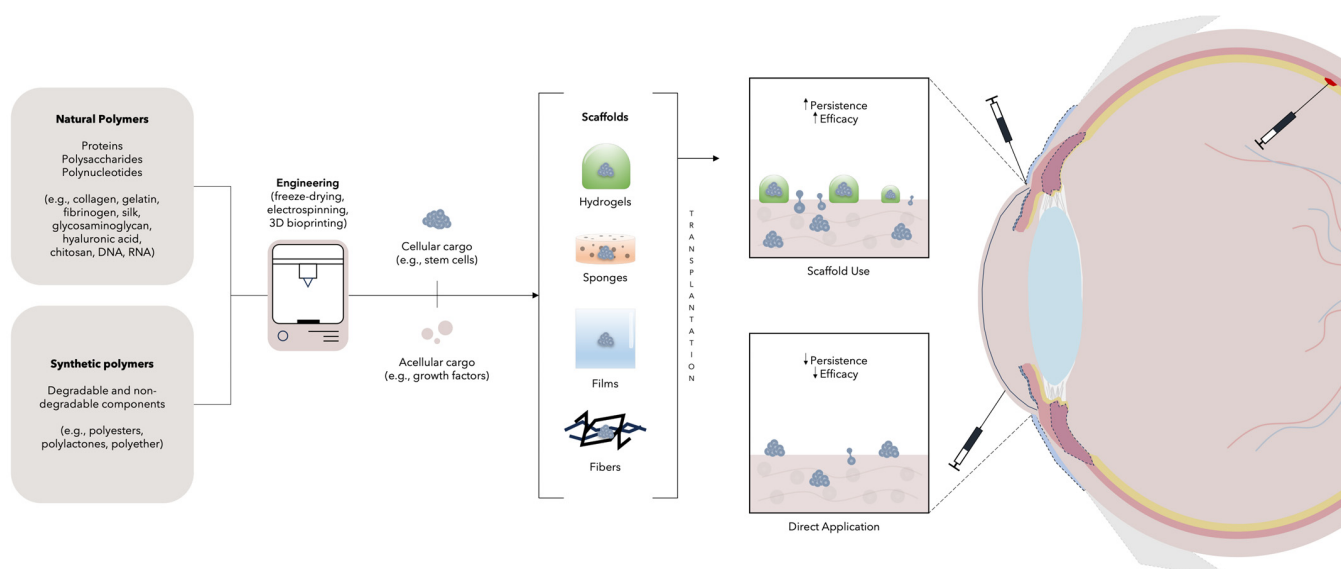 Natural Polymers
Proteins
Polysaccharides
Polynucleotides
(e.g., collagen, gelatin,
fibrinogen, silk,
glycosaminoglycan,
hyaluronic acid,
chitosan, DNA, RNA)
Synthetic polymers
Degradable and non-
degradable components
(e.g., polyesters,
polylactones, polyether)
Engineering
(freeze-drying,
electrospinning,
3D bioprinting)
Cellular cargo
(e.g., stem cells)
Acellular cargo
(e.g., growth factors)
Scaffolds
Hydrogels
Sponges
Films
Fibers
TRANSPLANTATION
↑ Persistence
↑ Efficacy
Scaffold Use
↓ Persistence
↓ Efficacy
Direct Application